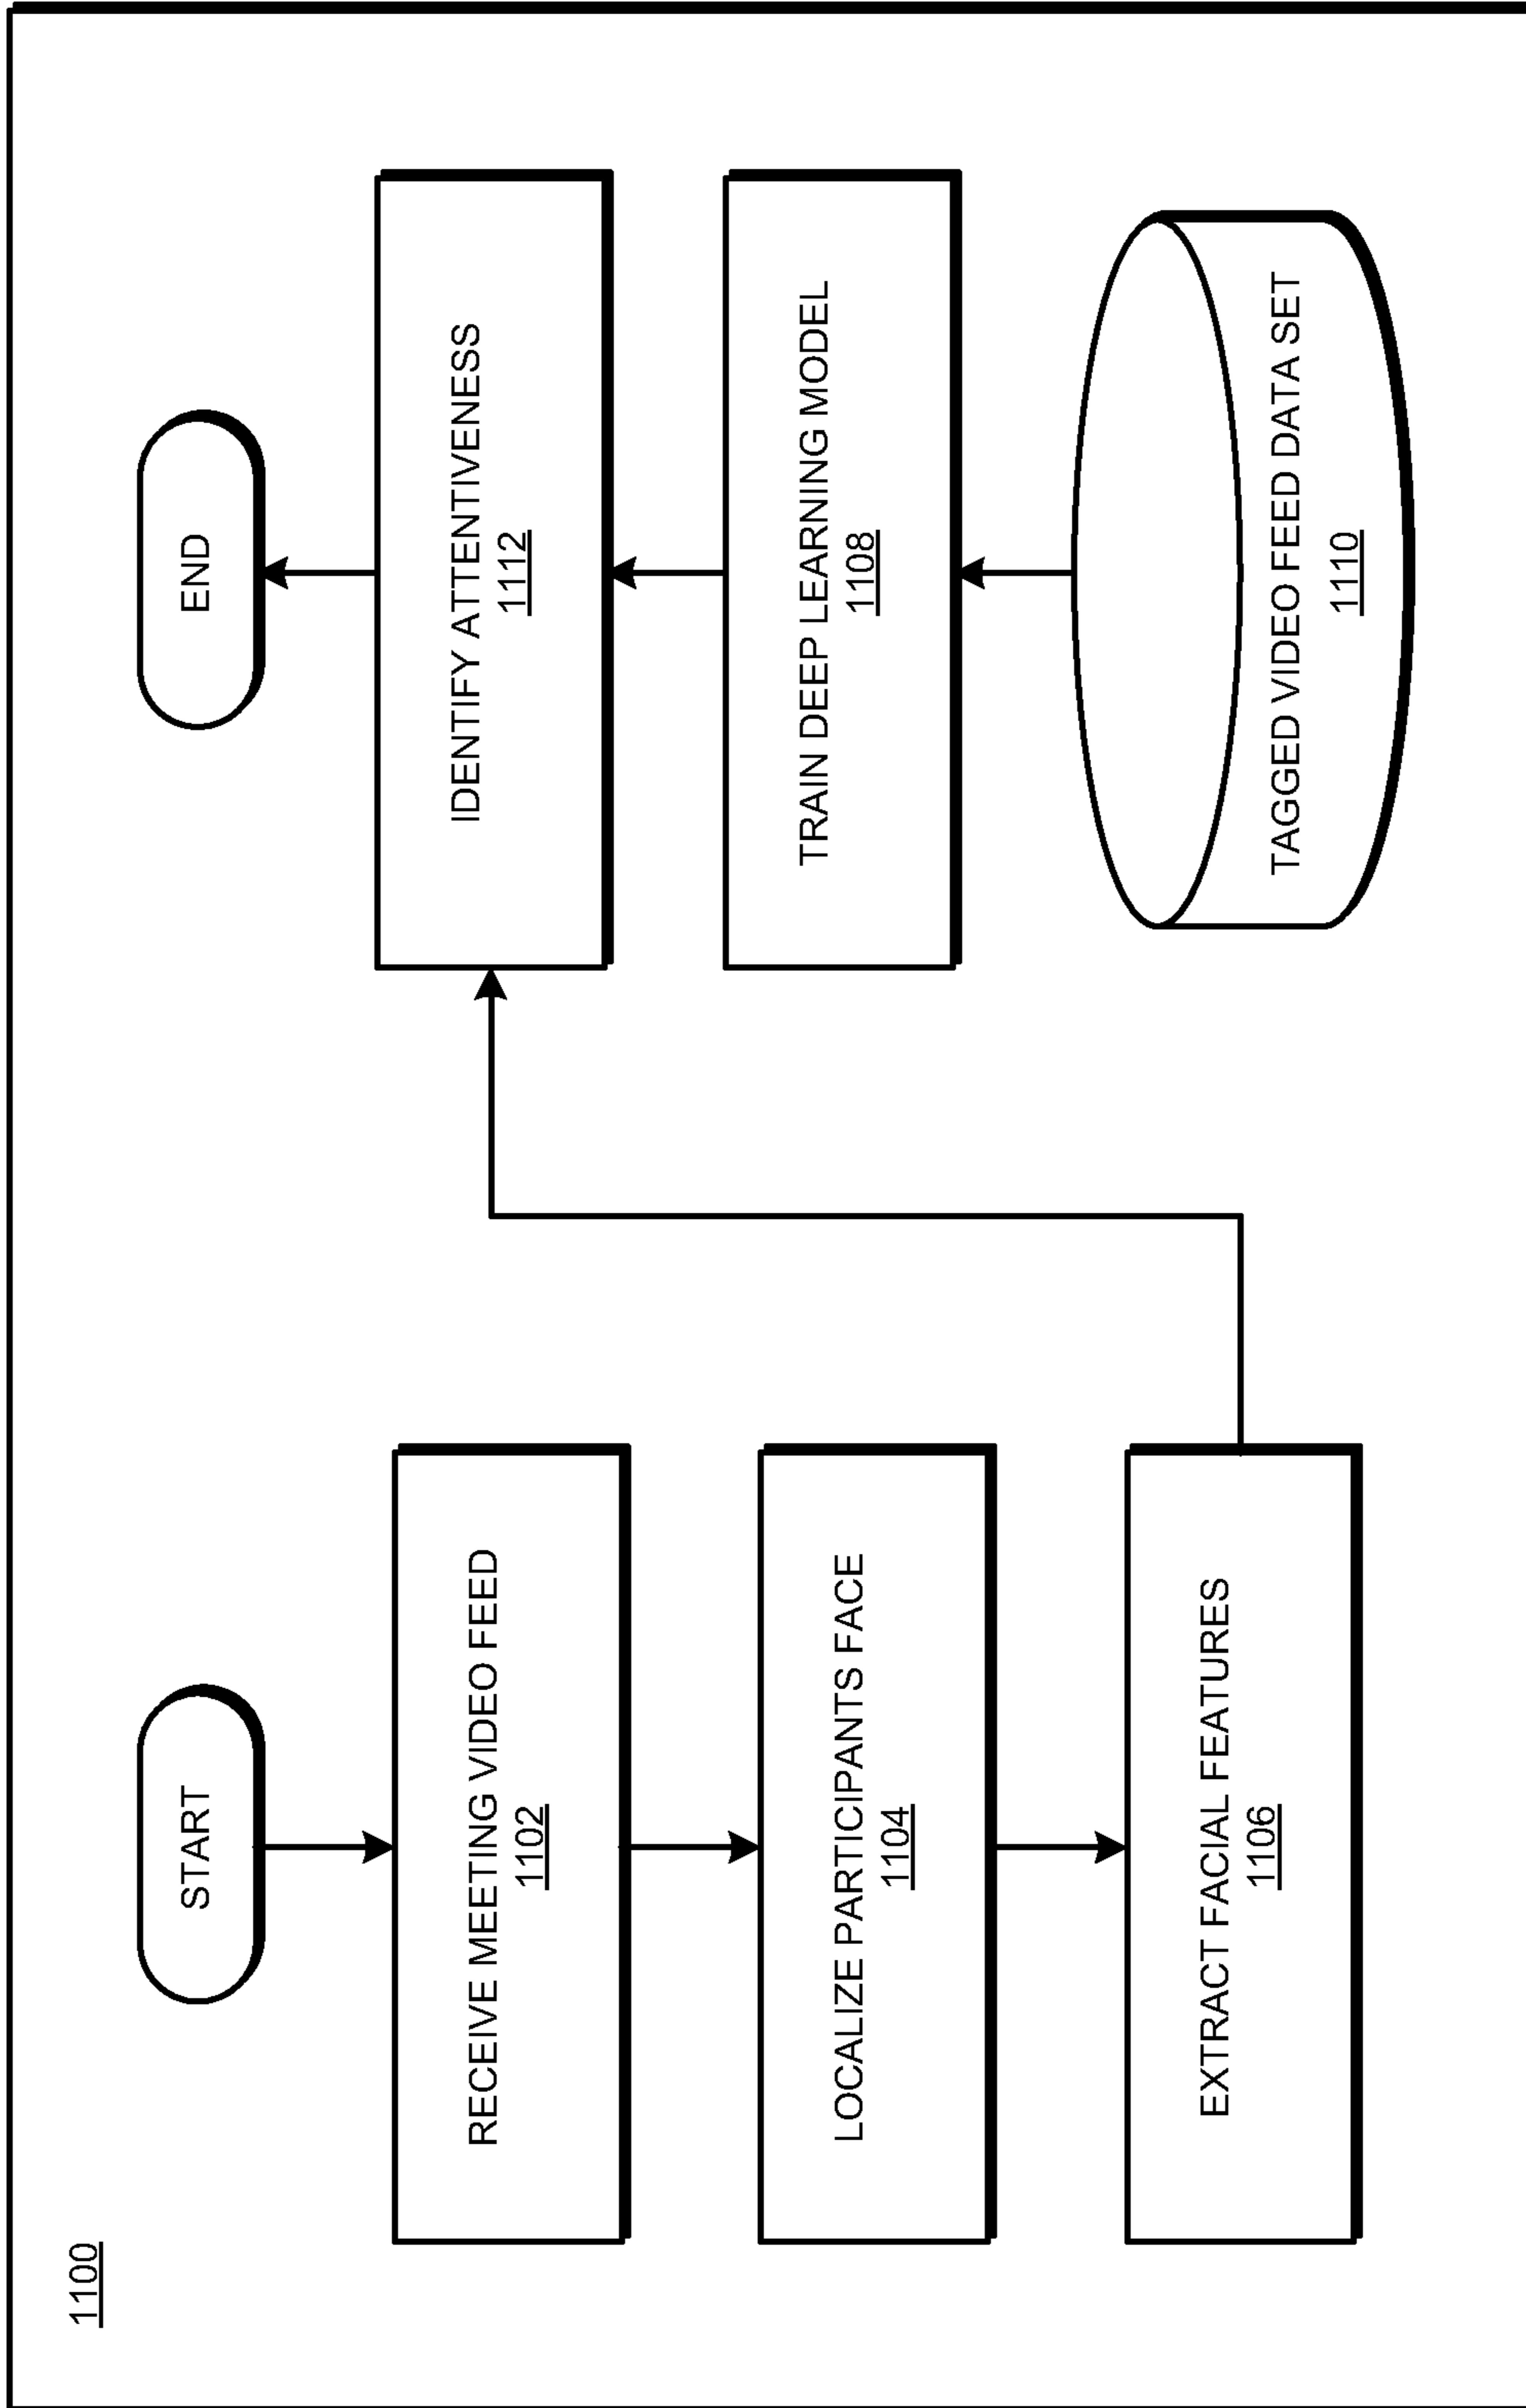 1100
START
RECEIVE MEETING VIDEO FEED
1102
LOCALIZE PARTICIPANTS FACE
1104
EXTRACT FACIAL FEATURES
1106
END
IDENTIFY ATTENTIVENESS
1112
TRAIN DEEP LEARNING MODEL
1108
TAGGED VIDEO FEED DATA SET
1110